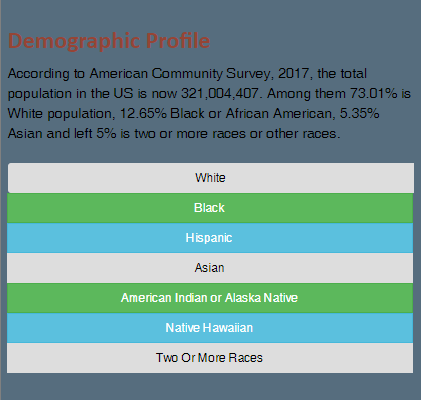 Demographic Profile
According to American Community Survey, 2017, the total
population in the US is now 321,004,407. Among them 73.01% is
White population, 12.65% Black or African American, 5.35%
Asian and left 5% is two or more races or other races.
White
Black
Hispanic
Asian
American Indian or Alaska Native
Native Hawaiian
Two Or More Races